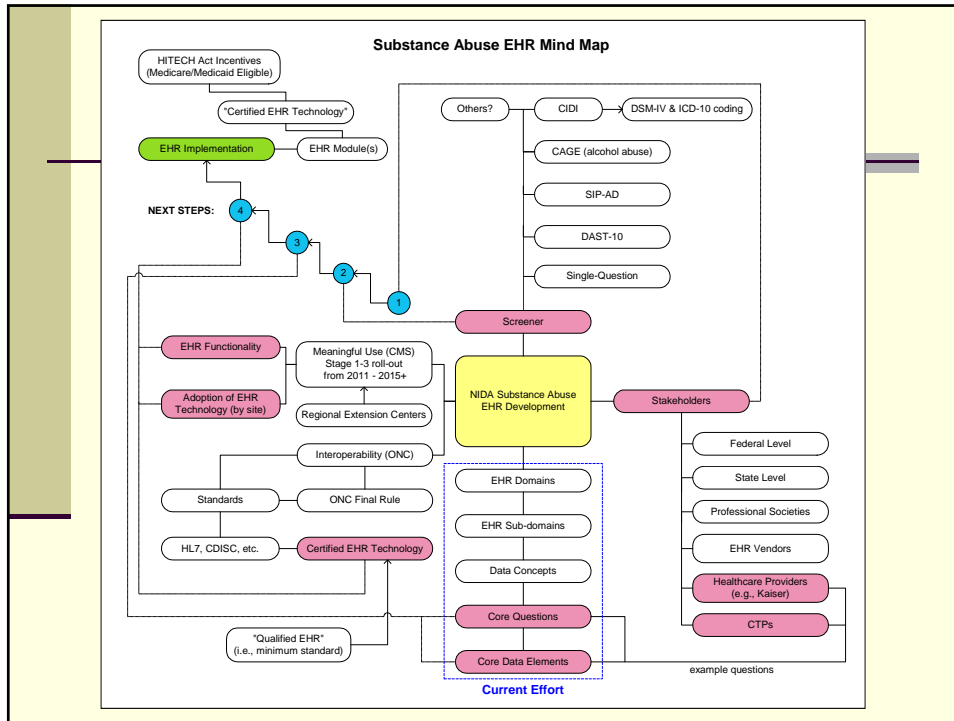 Substance Abuse EHR Mind Map
HITECH Act Incentives
(Medicare/Medicaid Eligible)
"Certified EHR Technology"
EHR Implementation
EHR Module(s)
Others?
CIDI
DSM-IV & ICD-10 coding
CAGE (alcohol abuse)
SIP-AD
DAST-10
Single-Question
NEXT STEPS:
4
3
2
1
Screener
EHR Functionality
Adoption of EHR
Technology (by site)
Meaningful Use (CMS)
Stage 1-3 roll-out
from 2011 - 2015+
Regional Extension Centers
NIDA Substance Abuse
EHR Development
Stakeholders
Interoperability (ONC)
Standards
ONC Final Rule
HL7, CDISC, etc.
Certified EHR Technology
"Qualified EHR"
(i.e., minimum standard)
EHR Domains
EHR Sub-domains
Data Concepts
Core Questions
Core Data Elements
Current Effort
Federal Level
State Level
Professional Societies
EHR Vendors
Healthcare Providers
(e.g., Kaiser)
CTPs
example questions